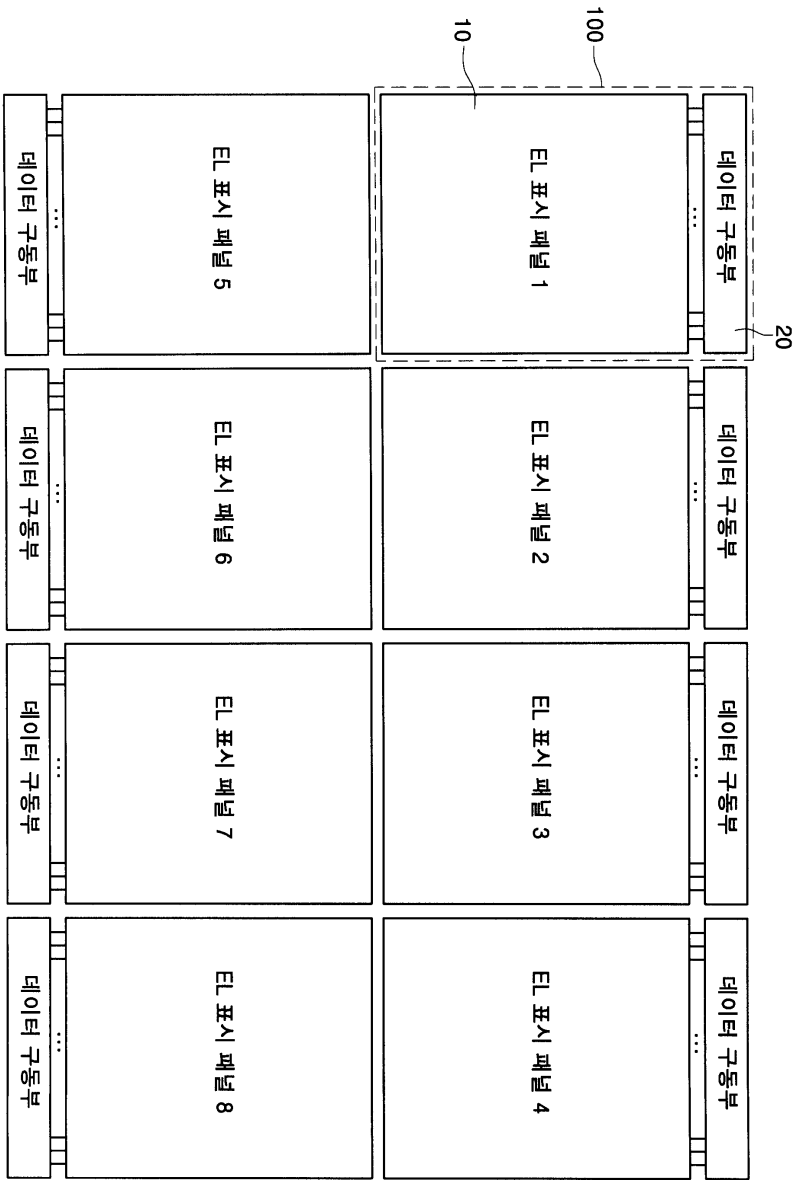 100
10
20
데이터 구동부
데이터 구동부
데이터 구동부
데이터 구동부
...
...
...
...
EL 표시 패널 1
EL 표시 패널 2
EL 표시 패널 3
EL 표시 패널 4
EL 표시 패널 5
EL 표시 패널 6
EL 표시 패널 7
EL 표시 패널 8
...
...
...
...
데이터 구동부
데이터 구동부
데이터 구동부
데이터 구동부